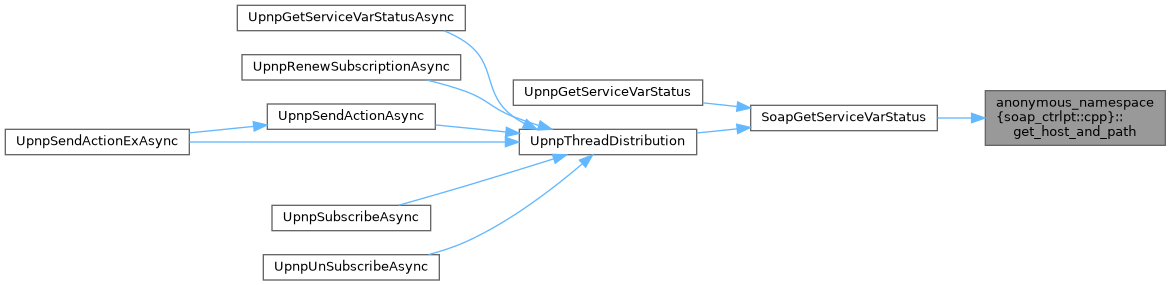 UpnpGetServiceVarStatusAsync
UpnpRenewSubscriptionAsync
UpnpSendActionAsync
UpnpSendActionExAsync
UpnpSubscribeAsync
UpnpUnSubscribeAsync
UpnpGetServiceVarStatus
UpnpThreadDistribution
SoapGetServiceVarStatus
anonymous_namespace
{soap_ctrlpt::cpp}::
get_host_and_path